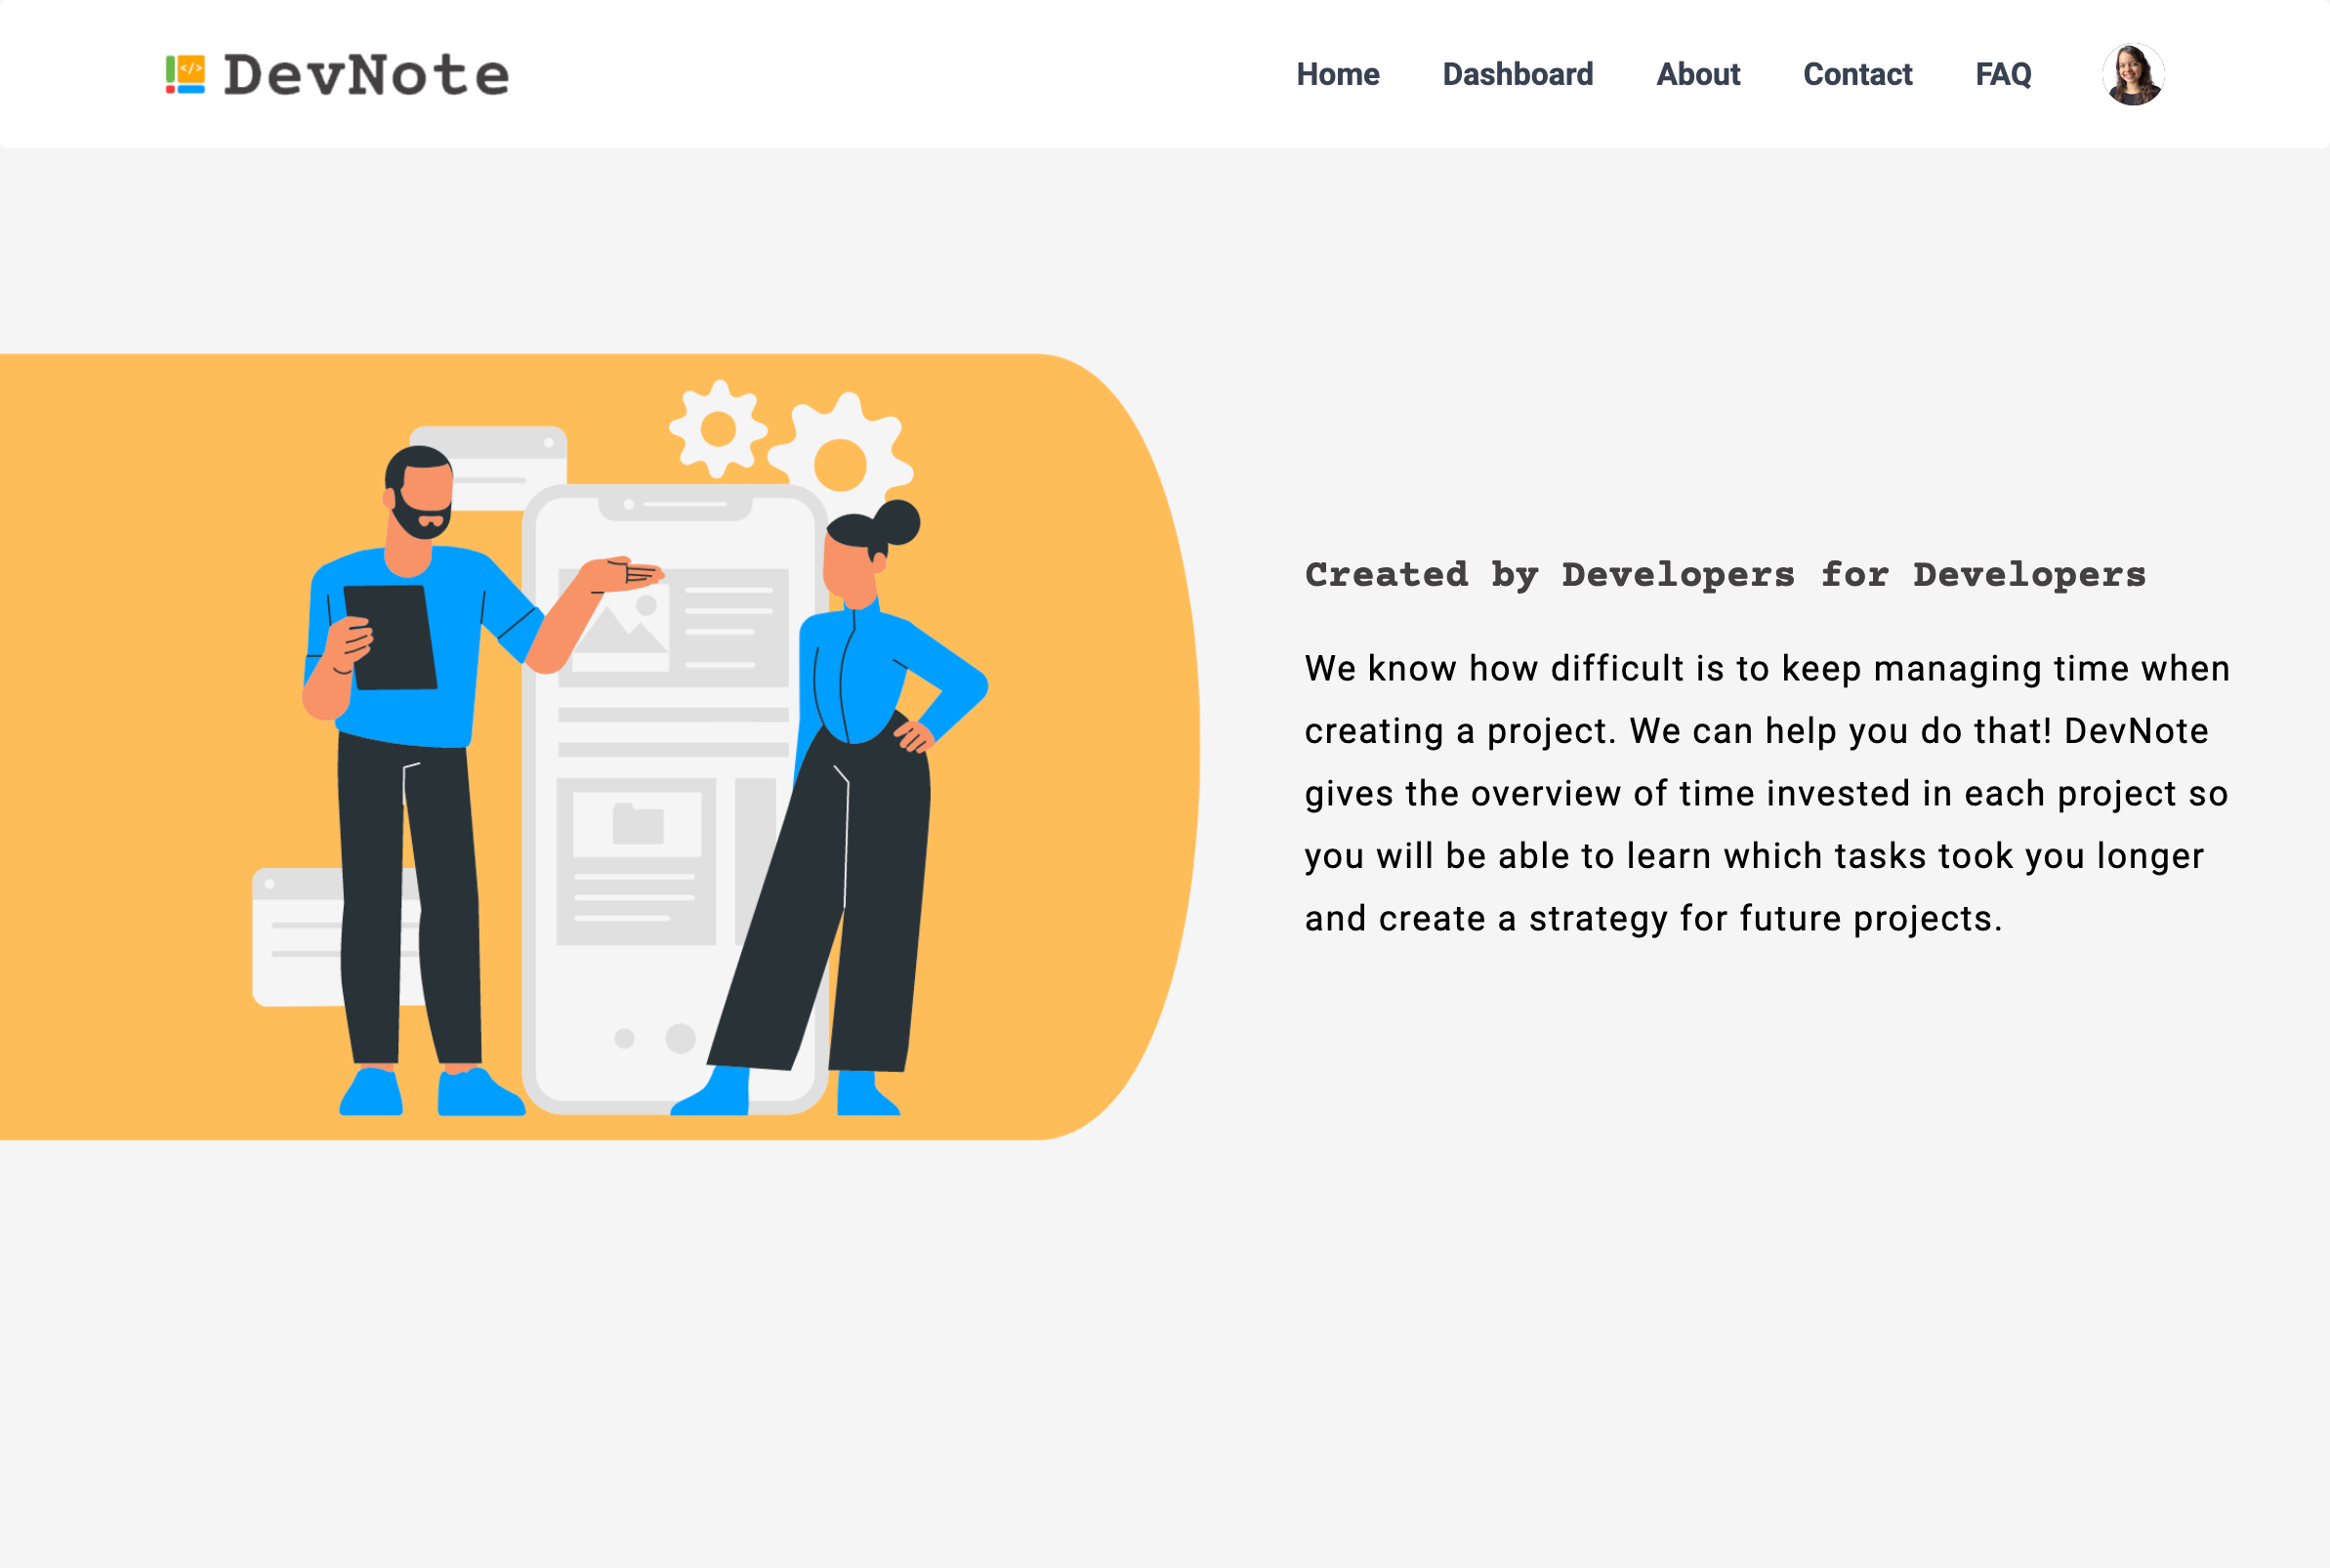 </> DevNote
Home Dashboard About Contact FAQ
Created by Developers for Developers
We know how difficult is to keep managing time when
creating a project. We can help you do that! DevNote
gives the overview of time invested in each project so
you will be able to learn which tasks took you longer
and create a strategy for future projects.